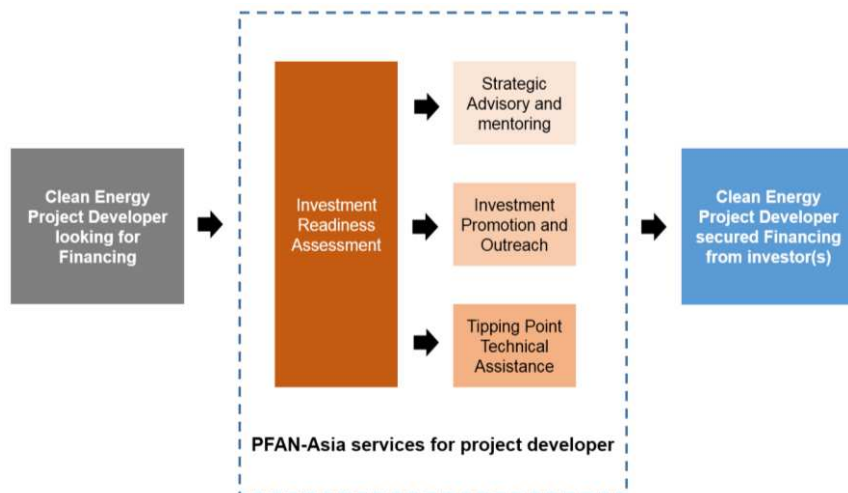 Clean Energy
Project Developer
looking for
Financing
Investment
Readiness
Assessment
Strategic
Advisory and
mentoring
Investment
Promotion and
Outreach
Tipping Point
Technical
Assistance
Clean Energy
Project Developer
secured Financing
from investor(s)
PFAN-Asia services for project developer